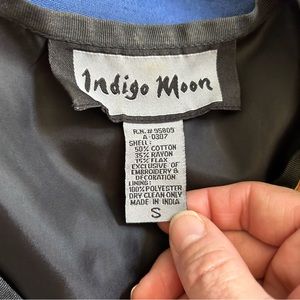 Indigo Moon
R.N. # 95809
A-0307
SHELL:
50% COTTON
35% RAYON
15% FLAX
EXCLUSIVE OF
EMBROIDERY &
DECORATION
LINING:
100% POLYESTER
DRY CLEAN ONLY
MADE IN INDIA
S